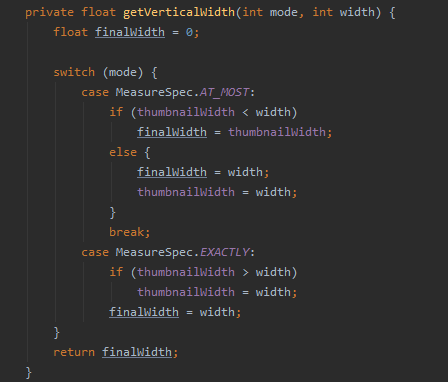 private float getVerticalWidth(int mode, int width) {
    float finalWidth = 0;

    switch (mode) {
        case MeasureSpec.AT_MOST:
            if (thumbnailWidth < width)
                finalWidth = thumbnailWidth;
            else {
                finalWidth = width;
                thumbnailWidth = width;
            }
            break;
        case MeasureSpec.EXACTLY:
            if (thumbnailWidth > width)
                thumbnailWidth = width;
            finalWidth = width;
    }
    return finalWidth;
}